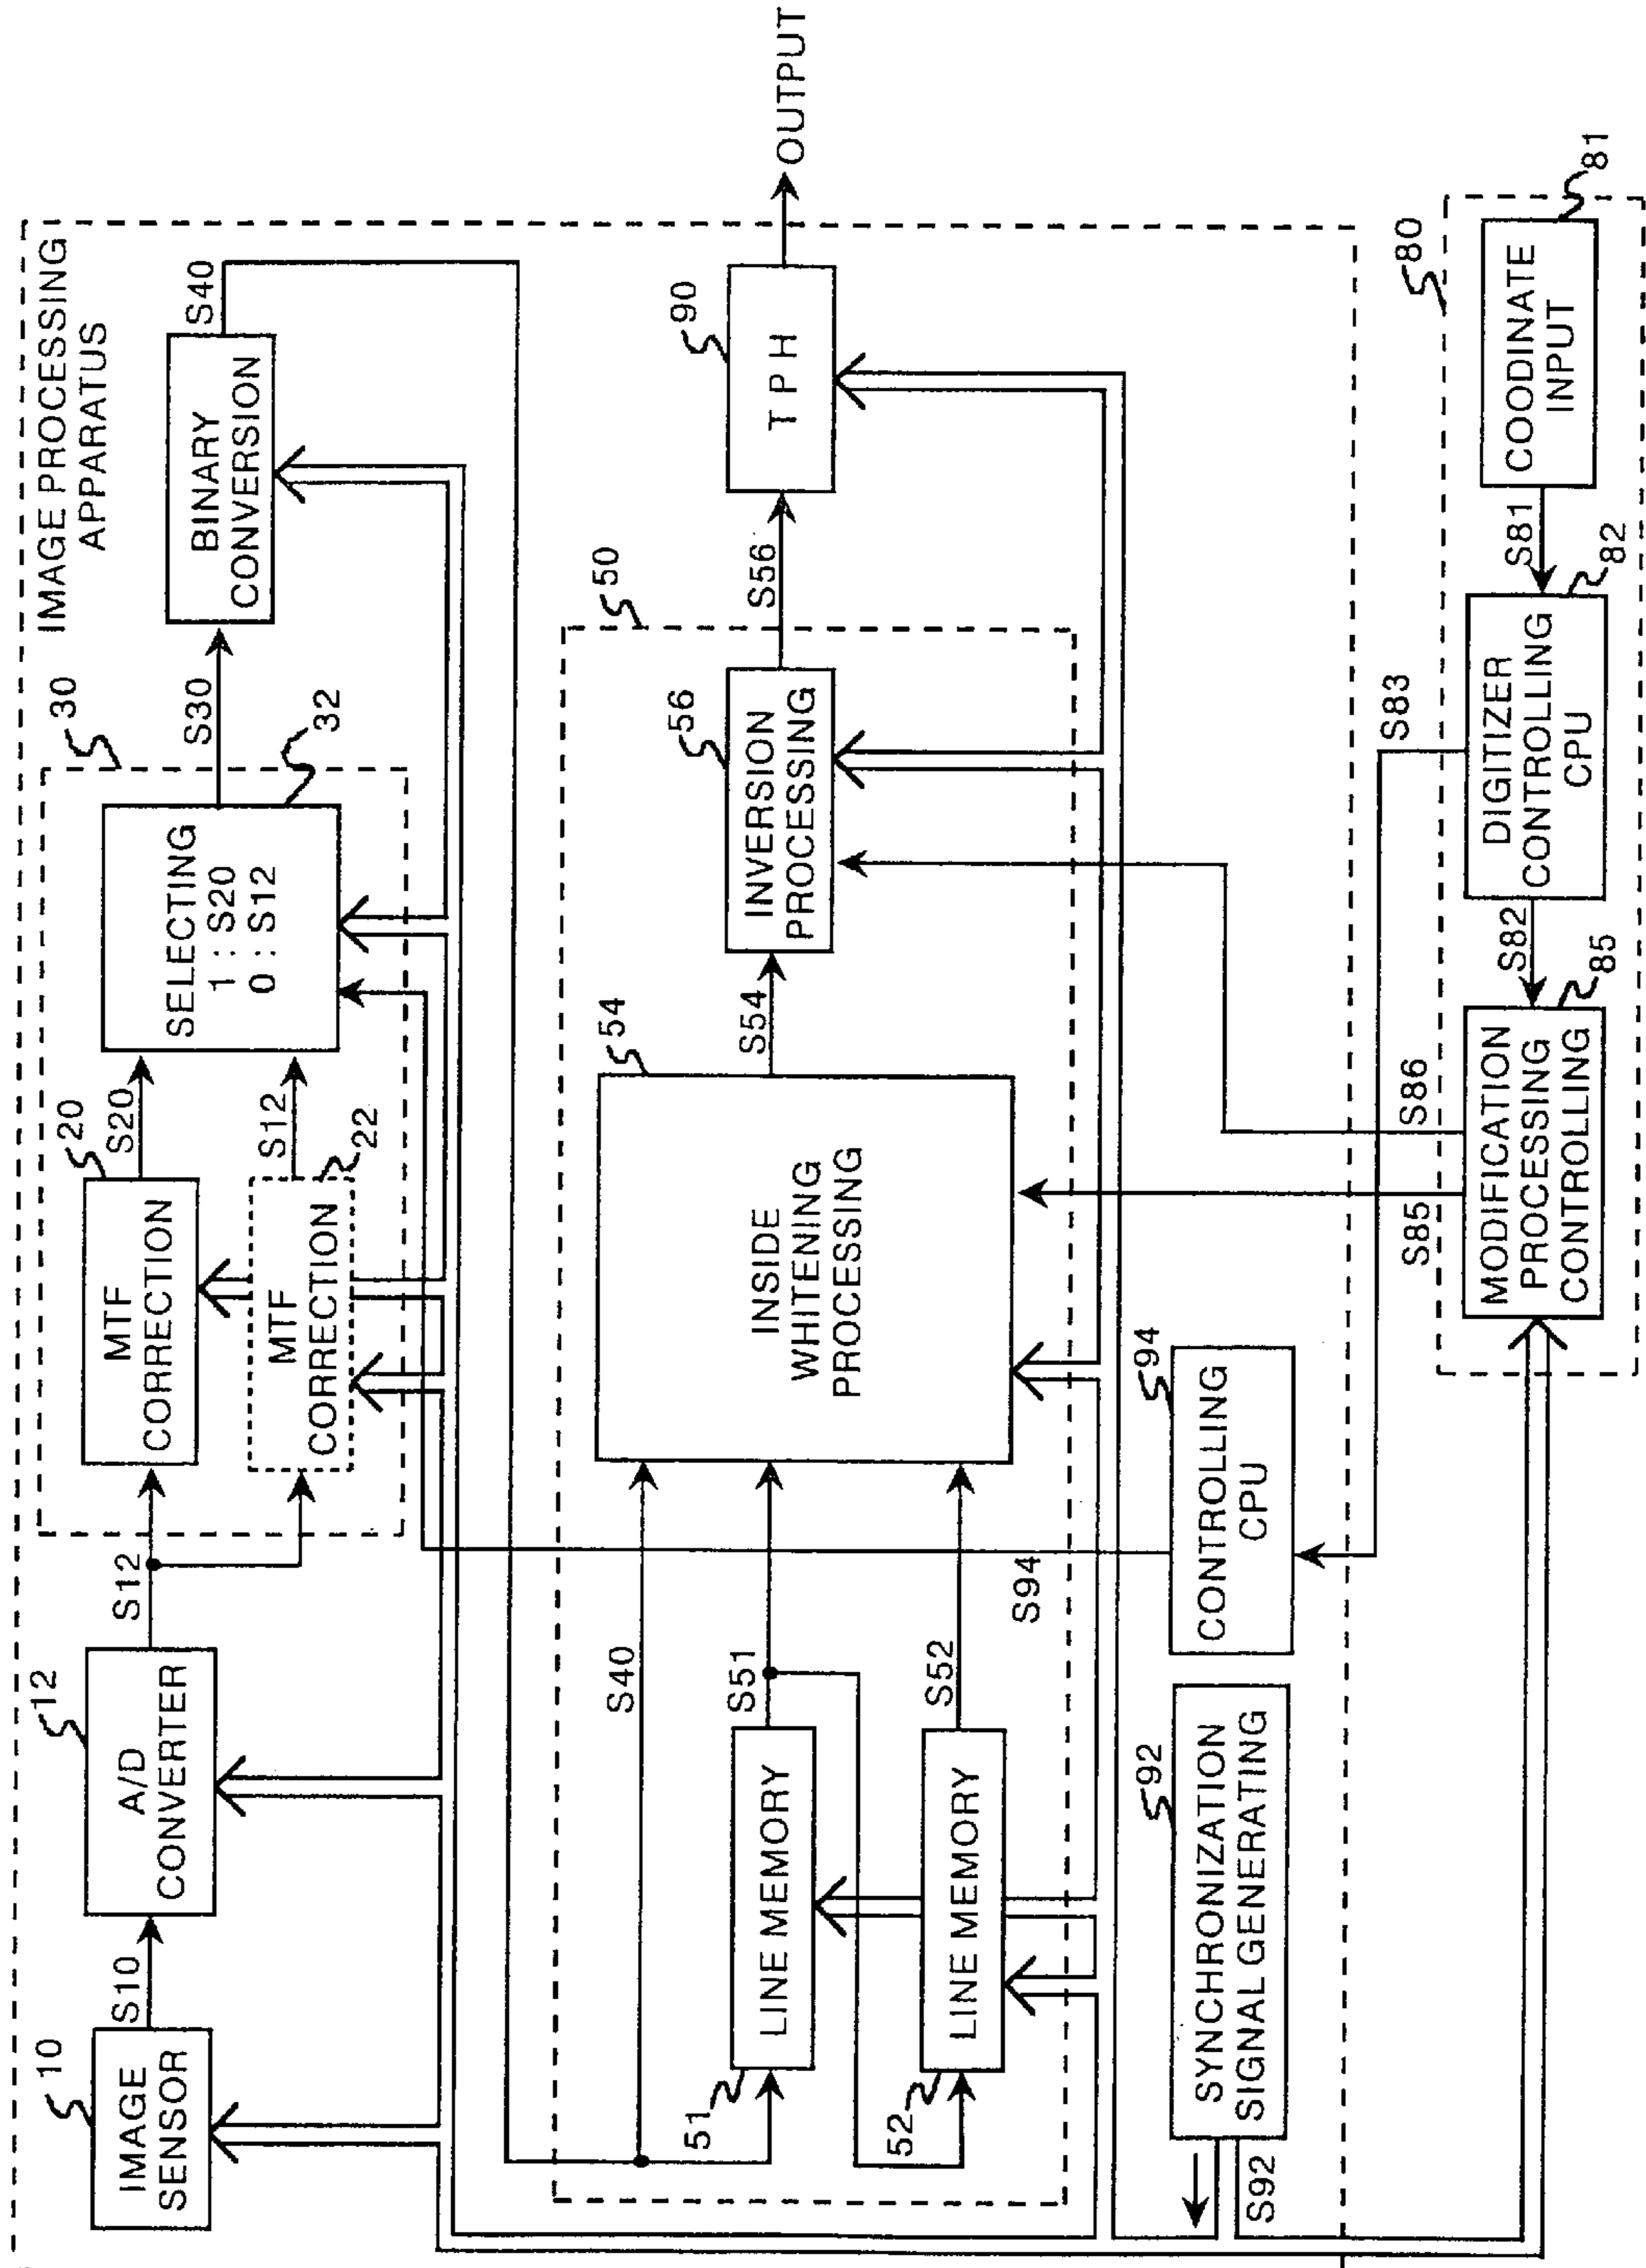 IMAGE PROCESSING
APPARATUS
10
IMAGE
SENSOR
S10
12
A/D
CONVERTER
S12
20
MTF
CORRECTION
S20
MTF
CORRECTION
22
S12
30
SELECTING
1 : S20
0 : S12
32
S30
BINARY
CONVERSION
S40
50
S40
51
LINE MEMORY
S51
52
LINE MEMORY
S52
S94
54
INSIDE
WHITENING
PROCESSING
S54
56
INVERSION
PROCESSING
S56
90
TPH
OUTPUT
92
SYNCHRONIZATION
SIGNAL GENERATING
S92
94
CONTROLLING
CPU
S85
S86
S83
80
MODIFICATION
PROCESSING
CONTROLLING
85
S82
DIGITIZER
CONTROLLING
CPU
82
S81
COODINATE
INPUT
81